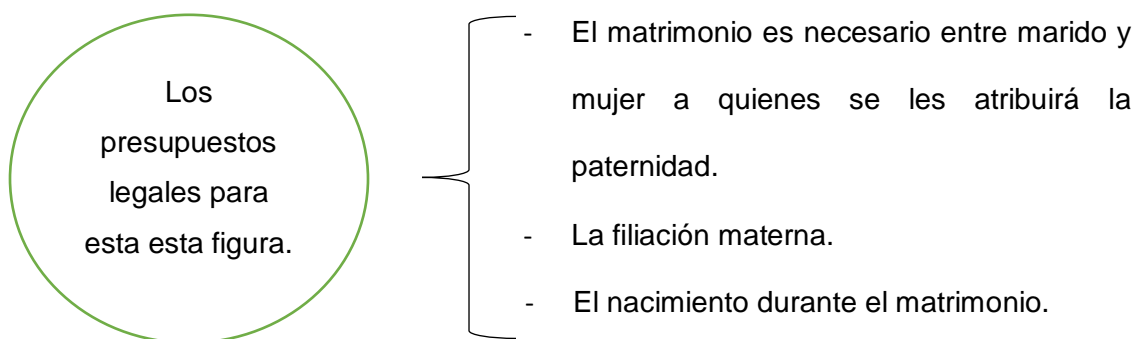 Los
presupuestos
legales para
esta esta figura.
- El matrimonio es necesario entre marido y
mujer a quienes se les atribuirá la
paternidad.
- La filiación materna.
- El nacimiento durante el matrimonio.